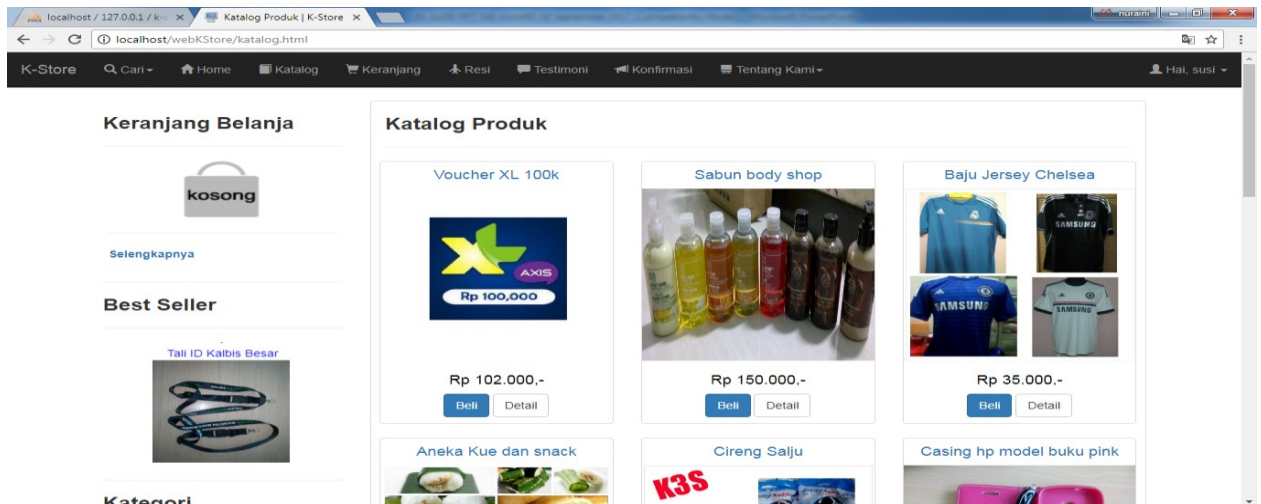 localhost / 127.0.0.1 / k-
Katalog Produk | K-Store
nuraini
localhost/webKStore/katalog.html
K-Store Cari Home Katalog Keranjang Resi Testimoni Konfirmasi Tentang Kami Hai, susi
Keranjang Belanja
kosong
Selengkapnya
Best Seller
Tali ID Kalbis Besar
Kategori
Katalog Produk
Voucher XL 100k
XL
AXIS
Rp 100,000
Rp 102.000,-
Beli Detail
Sabun body shop
Rp 150.000,-
Beli Detail
Baju Jersey Chelsea
SAMSUNG
SAMSUNG
SAMSUNG
Rp 35.000,-
Beli Detail
Aneka Kue dan snack
Cireng Salju
K3S
Casing hp model buku pink